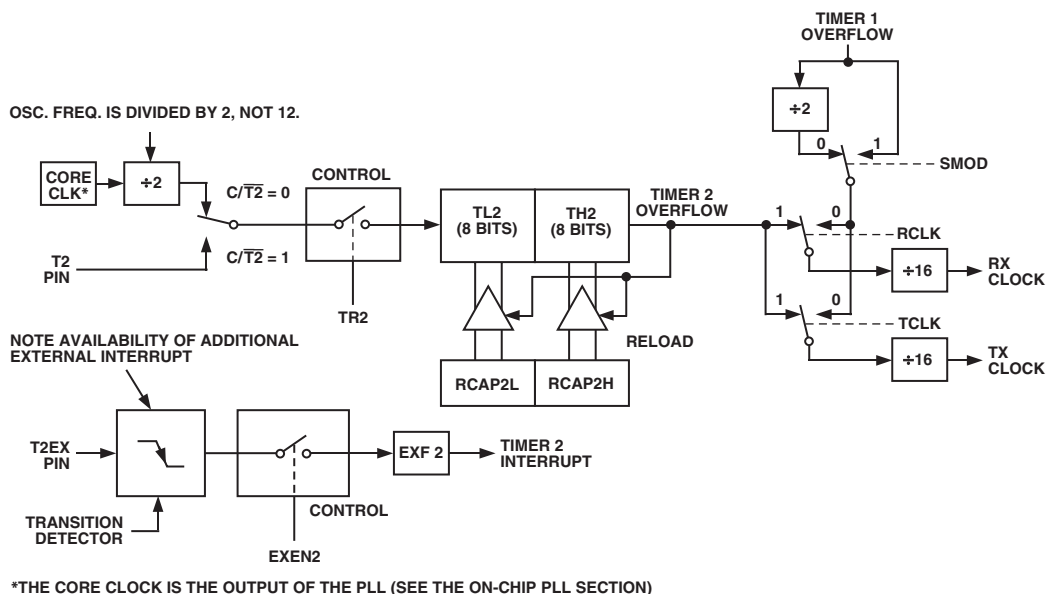 TIMER 1
OVERFLOW
÷2
0
1
SMOD
OSC. FREQ. IS DIVIDED BY 2, NOT 12.
CORE
CLK*
÷2
C/T2 = 0
C/T2 = 1
T2
PIN
CONTROL
TR2
TL2
(8 BITS)
TH2
(8 BITS)
TIMER 2
OVERFLOW
RELOAD
RCAP2L
RCAP2H
1
0
RCLK
÷16
RX
CLOCK
1
0
TCLK
÷16
TX
CLOCK
NOTE AVAILABILITY OF ADDITIONAL
EXTERNAL INTERRUPT
T2EX
PIN
TRANSITION
DETECTOR
CONTROL
EXEN2
EXF 2
TIMER 2
INTERRUPT
*THE CORE CLOCK IS THE OUTPUT OF THE PLL (SEE THE ON-CHIP PLL SECTION)